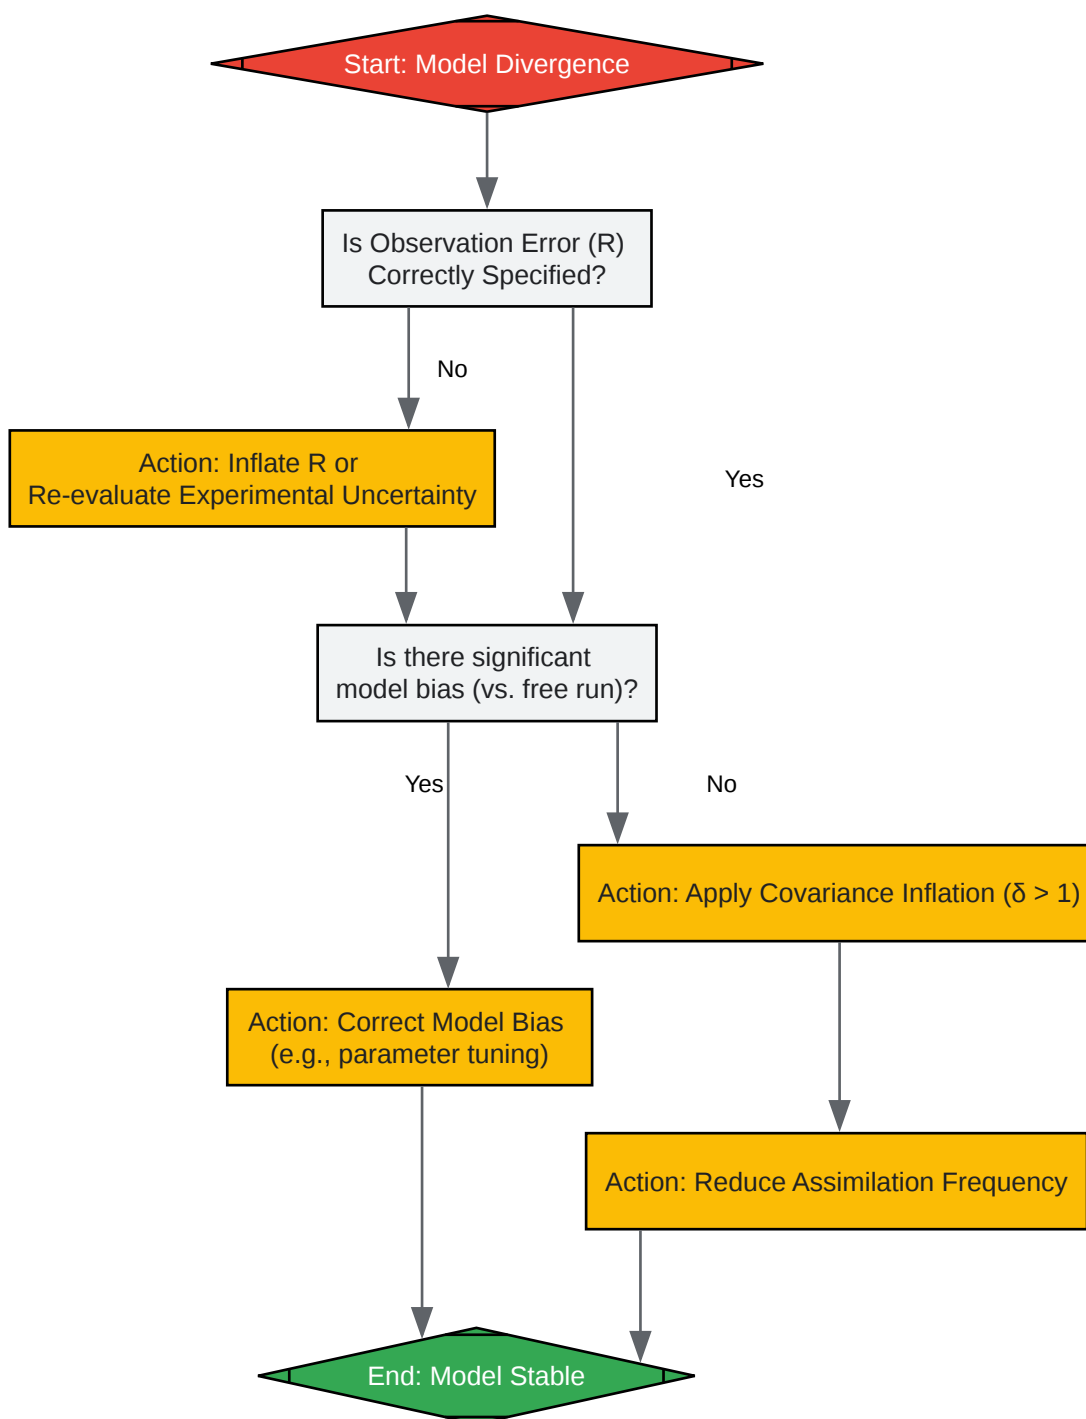 Start: Model Divergence
Is Observation Error (R)
Correctly Specified?
No
Action: Inflate R or
Re-evaluate Experimental Uncertainty
Yes
Is there significant
model bias (vs. free run)?
Yes
No
Action: Apply Covariance Inflation (δ > 1)
Action: Correct Model Bias
(e.g., parameter tuning)
Action: Reduce Assimilation Frequency
End: Model Stable